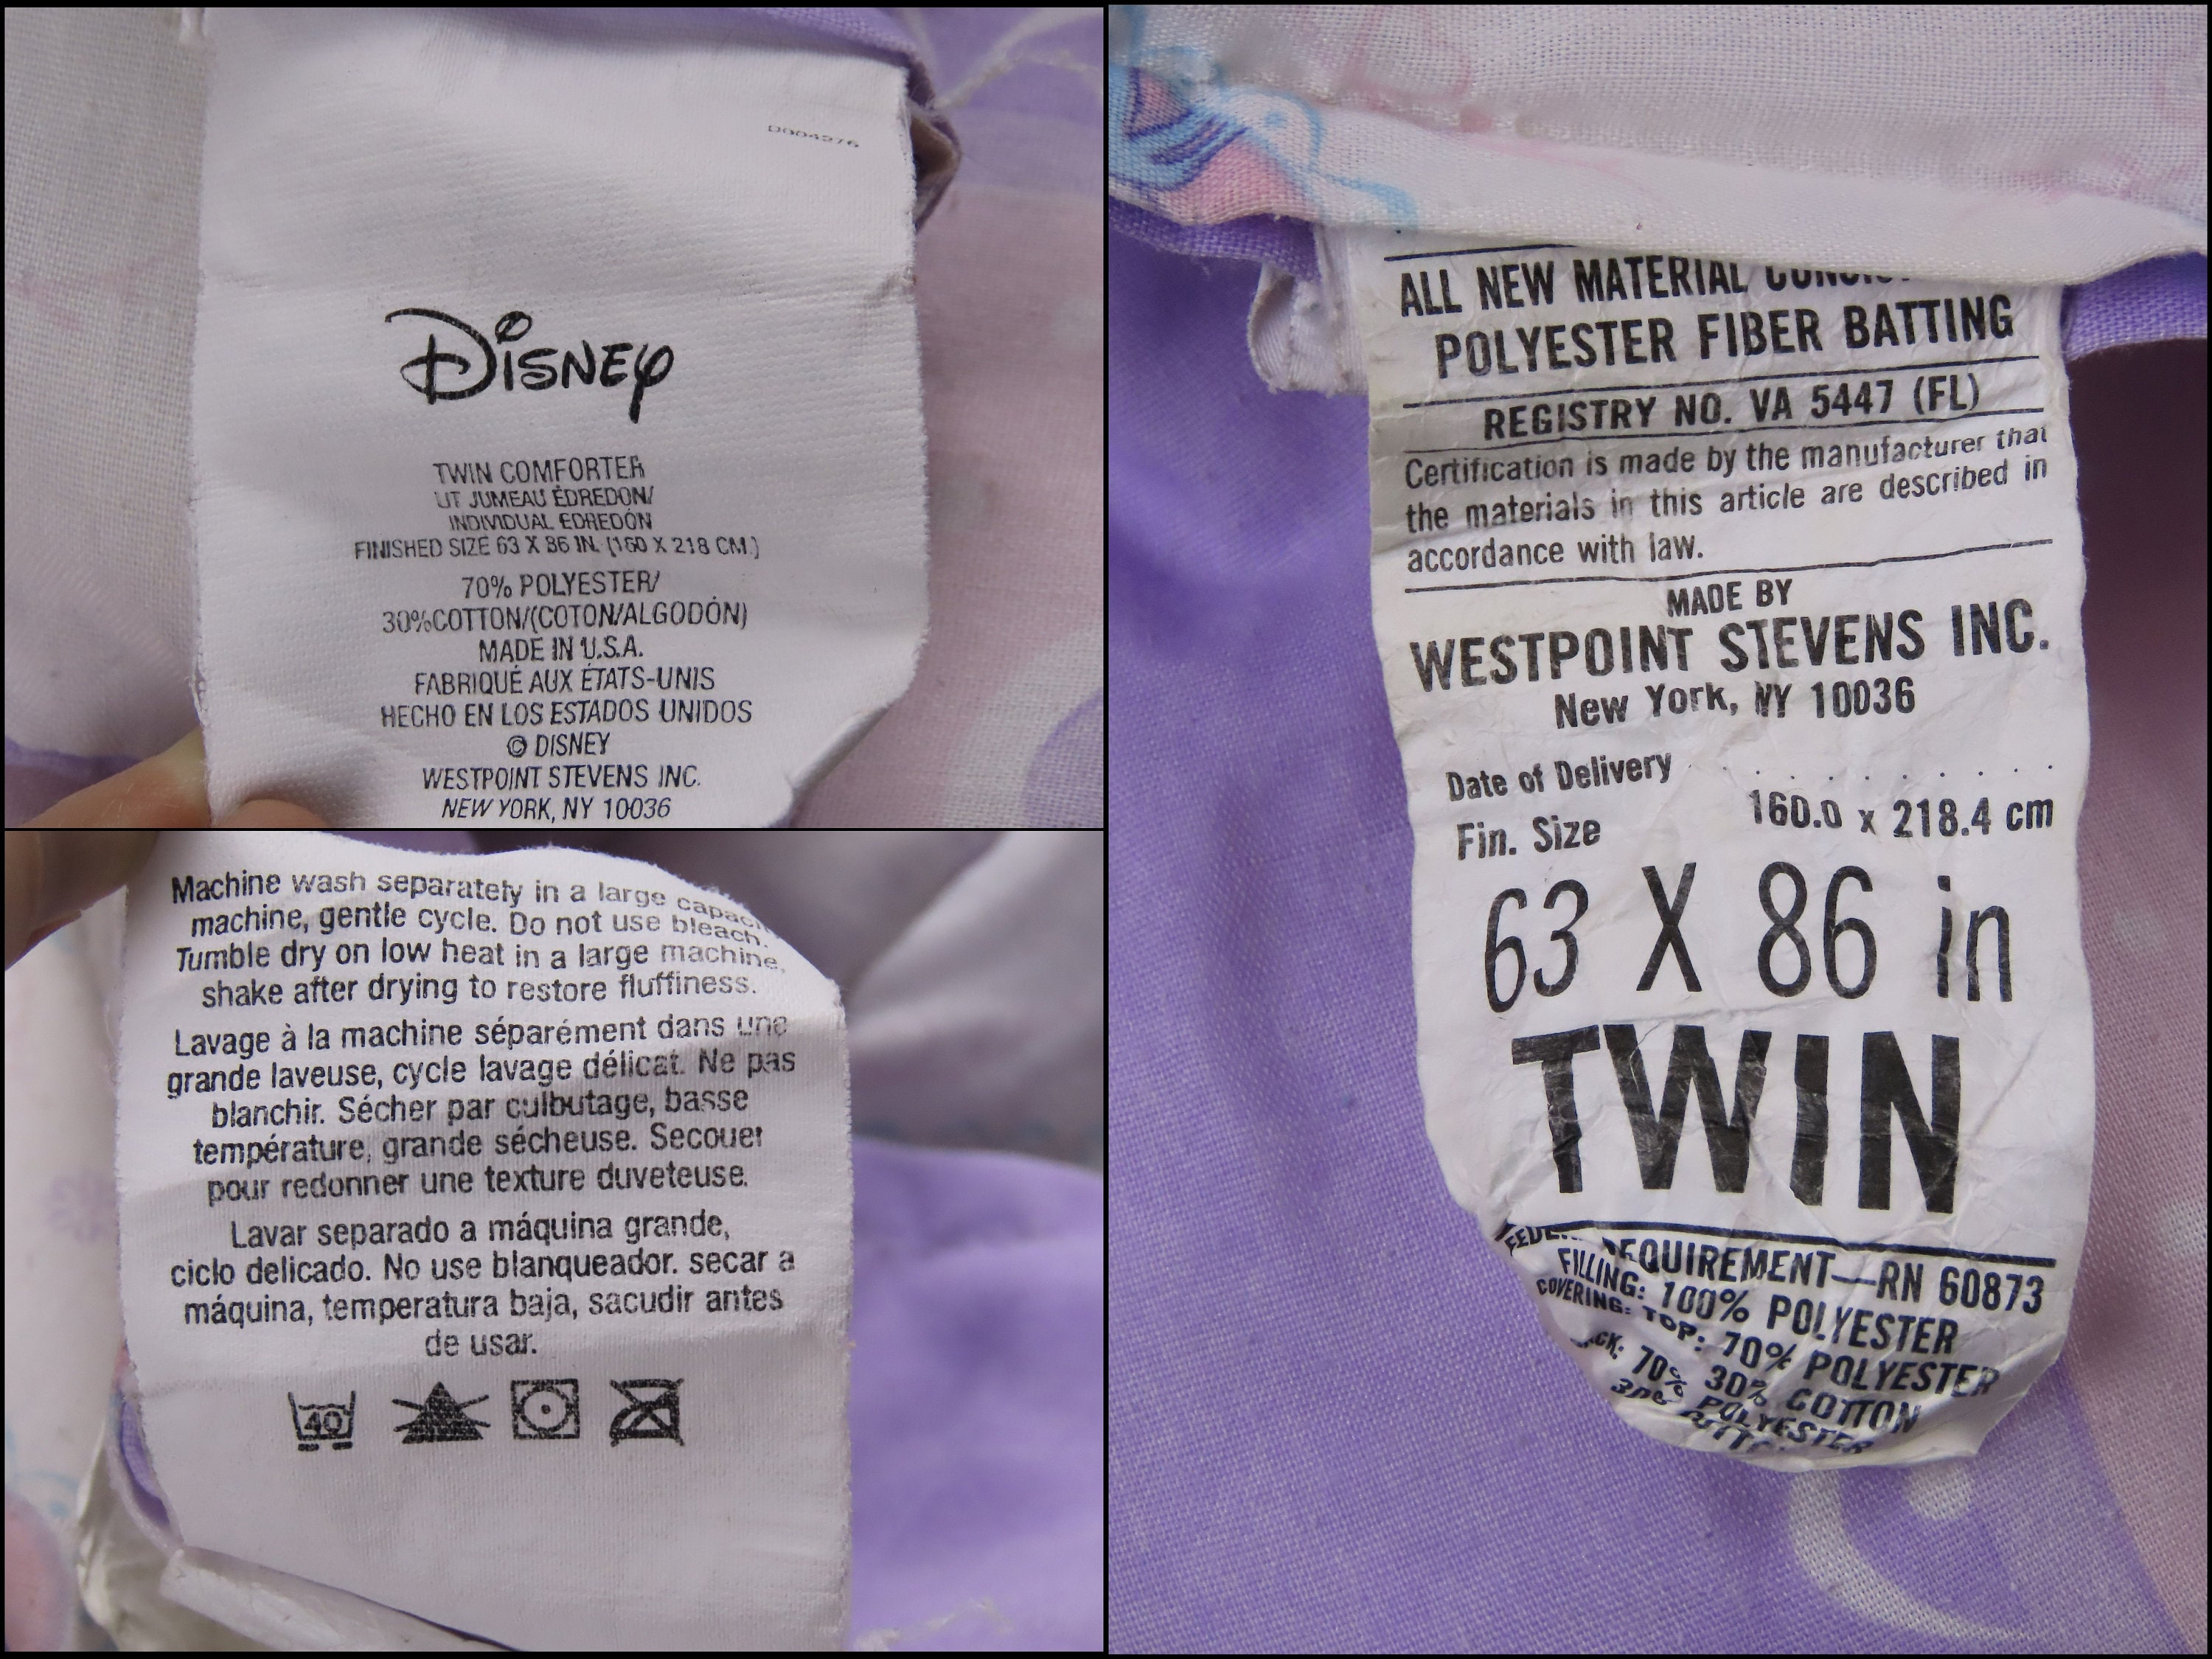 D004276
Disney
TWIN COMFORTER
LIT JUMEAU ÉDREDON/
INDIVIDUAL EDREDÓN
FINISHED SIZE 63 X 86 IN. (160 X 218 CM.)
70% POLYESTER/
30%COTTON/(COTON/ALGODÓN)
MADE IN U.S.A.
FABRIQUÉ AUX ÉTATS-UNIS
HECHO EN LOS ESTADOS UNIDOS
© DISNEY
WESTPOINT STEVENS INC.
NEW YORK, NY 10036
Machine wash separately in a large
machine, gentle cycle. Do not use bleach.
Tumble dry on low heat in a large machine,
shake after drying to restore fluffiness.
Lavage à la machine séparément dans une
grande laveuse, cycle lavage délicat. Ne pas
blanchir. Sécher par culbutage, basse
température, grande sécheuse. Secouer
pour redonner une texture duveteuse.
Lavar separado a máquina grande,
ciclo delicado. No use blanqueador. secar a
máquina, temperatura baja, sacudir antes
de usar.
40
ALL NEW MATERIAL
POLYESTER FIBER BATTING
REGISTRY NO. VA 5447 (FL)
Certification is made by the manufacturer that
the materials in this article are described in
accordance with law.
MADE BY
WESTPOINT STEVENS INC.
New York, NY 10036
Date of Delivery . . . . . . . . . .
Fin. Size 160.0 x 218.4 cm
63 X 86 in
TWIN
REQUIREMENT—RN 60873
FILLING: 100% POLYESTER
COVERING: TOP: 70% POLYESTER
30% COTTON
70% POLYESTER
30%